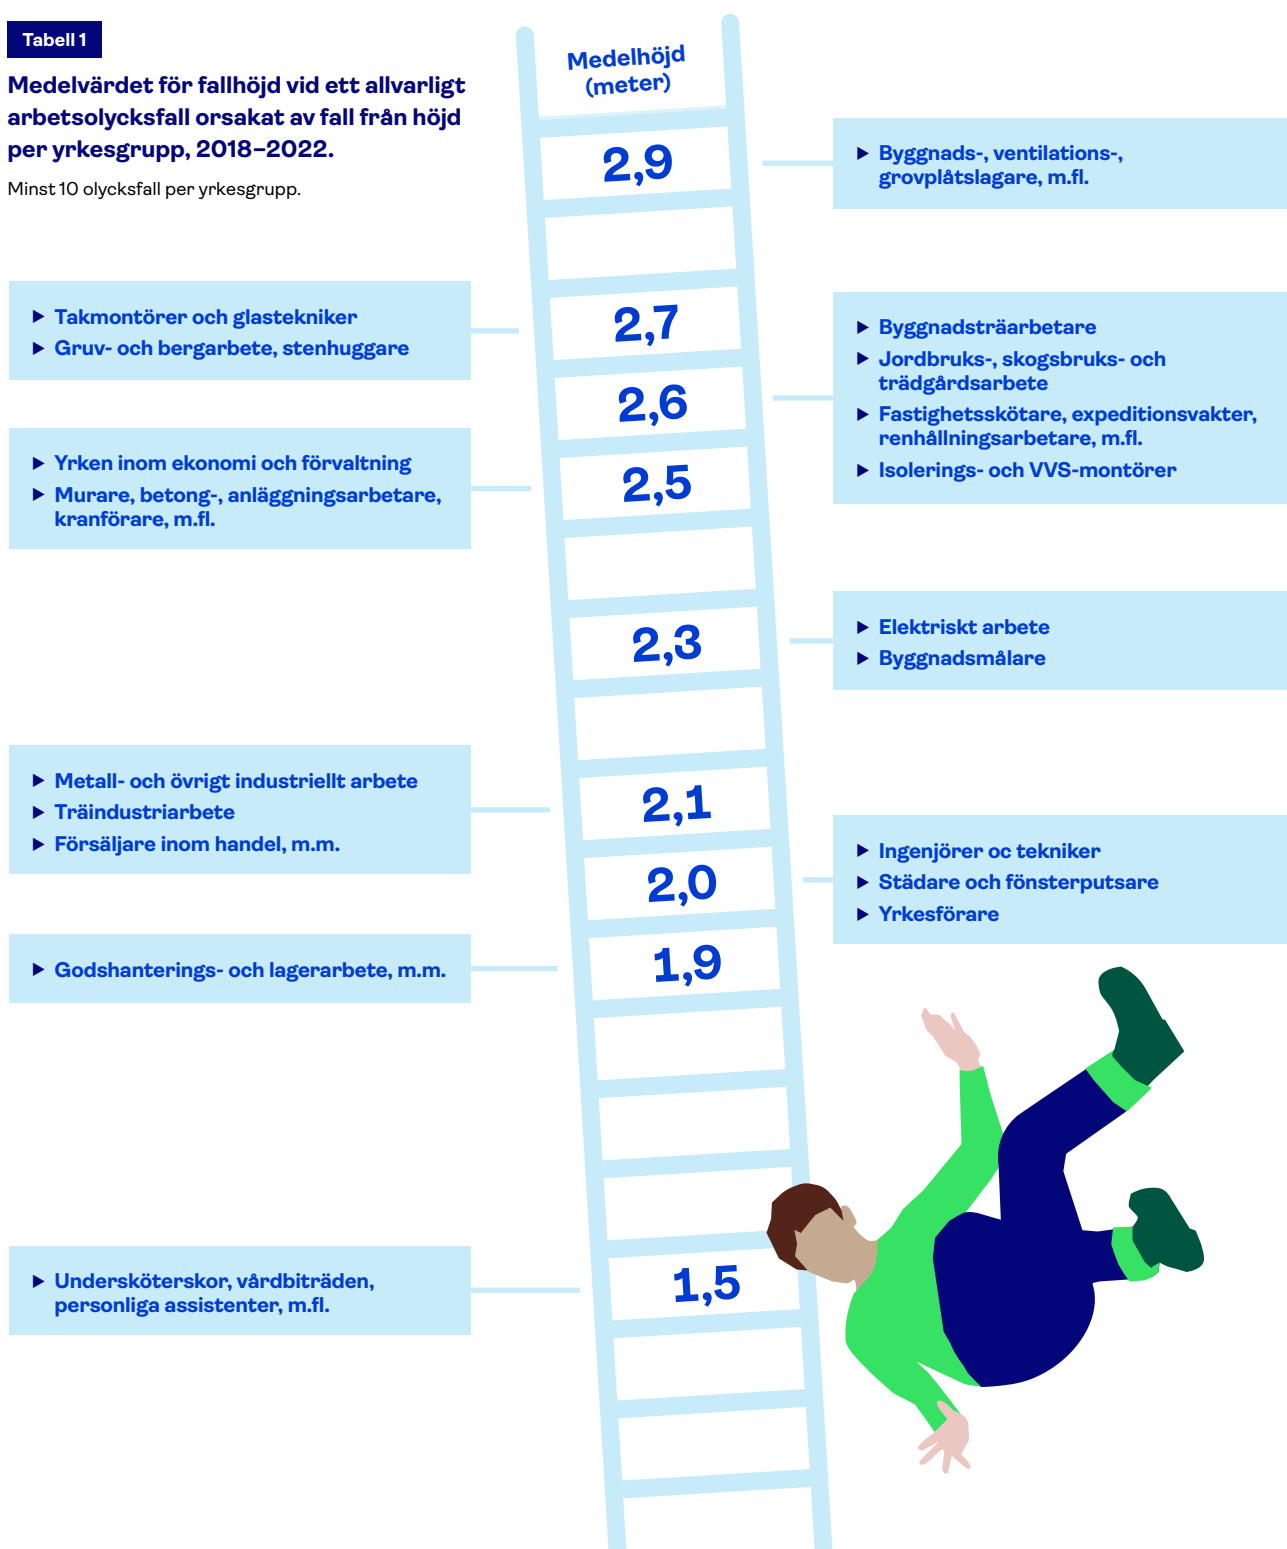 Tabell 1
Medelvärdet för fallhöjd vid ett allvarligt
arbetsolycksfall orsakat av fall från höjd
per yrkesgrupp, 2018–2022.
Minst 10 olycksfall per yrkesgrupp.
Medelhöjd
(meter)
2,9
Byggnads-, ventilations-,
grovplåtslagare, m.fl.
Takmontörer och glastekniker
Gruv- och bergarbete, stenhuggare
2,7
2,6
Byggnadsträarbetare
Jordbruks-, skogsbruks- och
trädgårdsarbete
Fastighetsskötare, expeditionsvakter,
renhållningsarbetare, m.fl.
Isolerings- och VVS-montörer
Yrken inom ekonomi och förvaltning
Murare, betong-, anläggningsarbetare,
kranförare, m.fl.
2,5
2,3
Elektriskt arbete
Byggnadsmålare
Metall- och övrigt industriellt arbete
Träindustriarbete
Försäljare inom handel, m.m.
2,1
2,0
Ingenjörer oc tekniker
Städare och fönsterputsare
Yrkesförare
Godshanterings- och lagerarbete, m.m.
1,9
Undersköterskor, vårdbiträden,
personliga assistenter, m.fl.
1,5